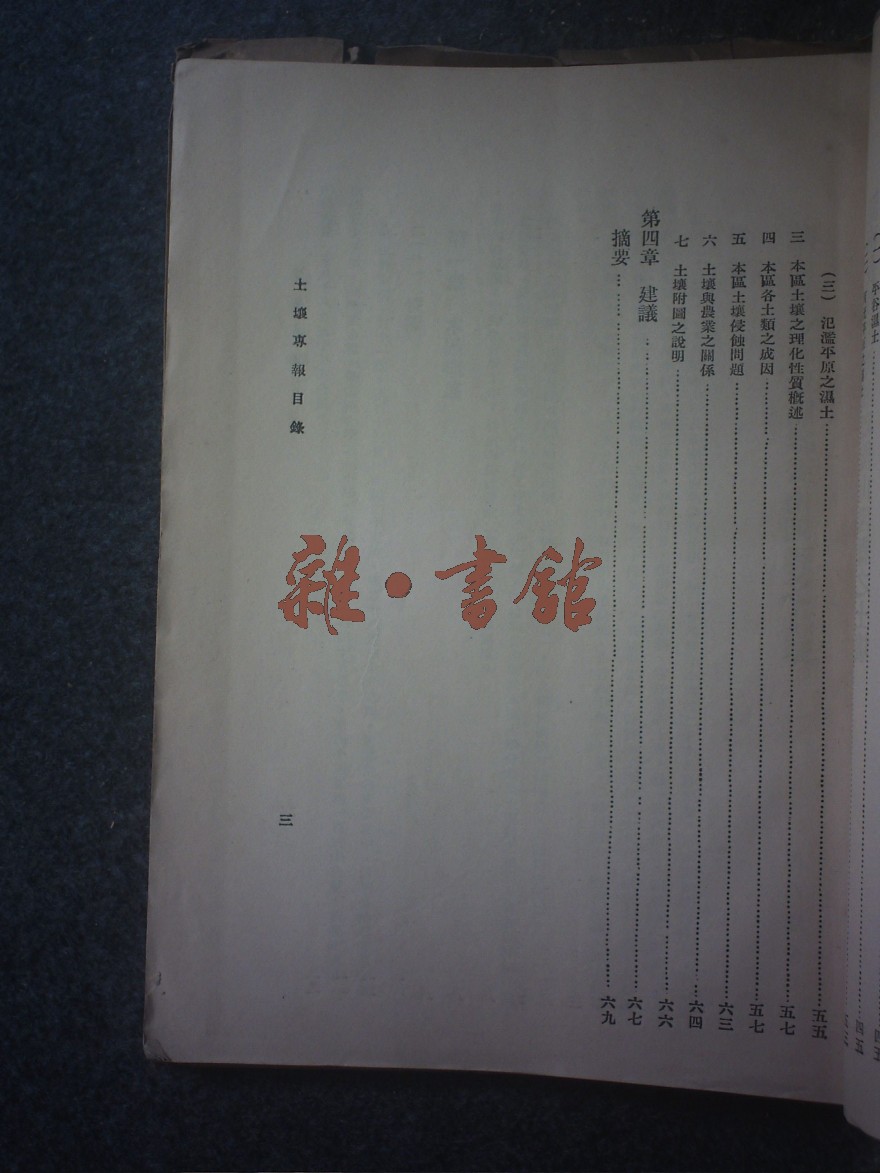 （三） 氾濫平原之濕土……五五
三 本區土壤之理化性質概述……五七
四 本區各土類之成因……五七
五 本區土壤侵蝕問題……六三
六 土壤與農業之關係……六四
七 土壤附圖之說明……六六
第四章 建議……六七
摘要……六九
土壤專報目錄
三
雜·書館